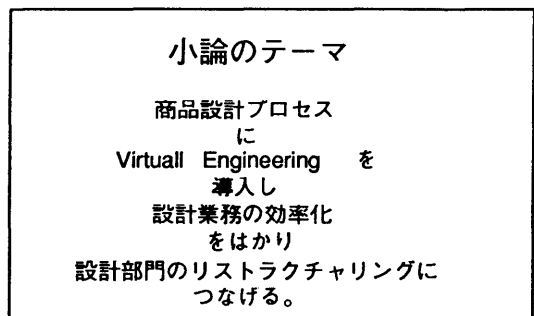 小論のテーマ
商品設計プロセス
に
Virtuall Engineering を
導入し
設計業務の効率化
をはかり
設計部門のリストラクチャリングに
つなげる。